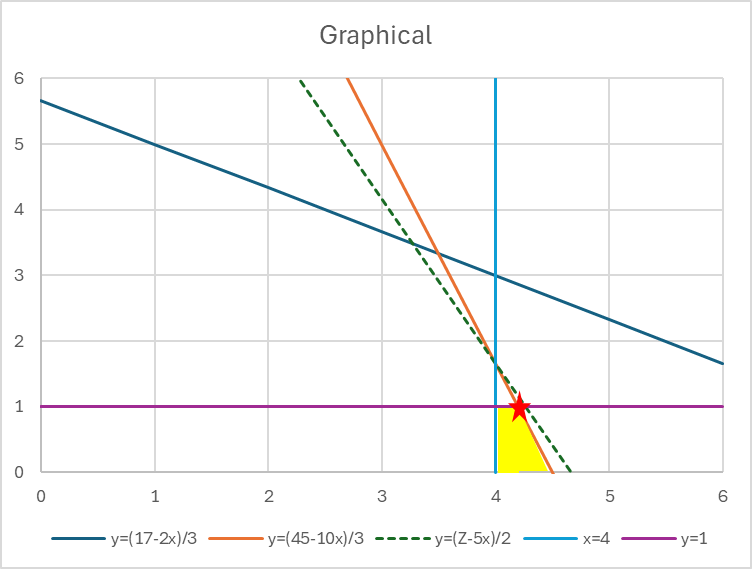 Graphical
6
5
4
3
2
1
0
0 1 2 3 4 5 6
y=(17-2x)/3 y=(45-10x)/3 y=(Z-5x)/2 x=4 y=1